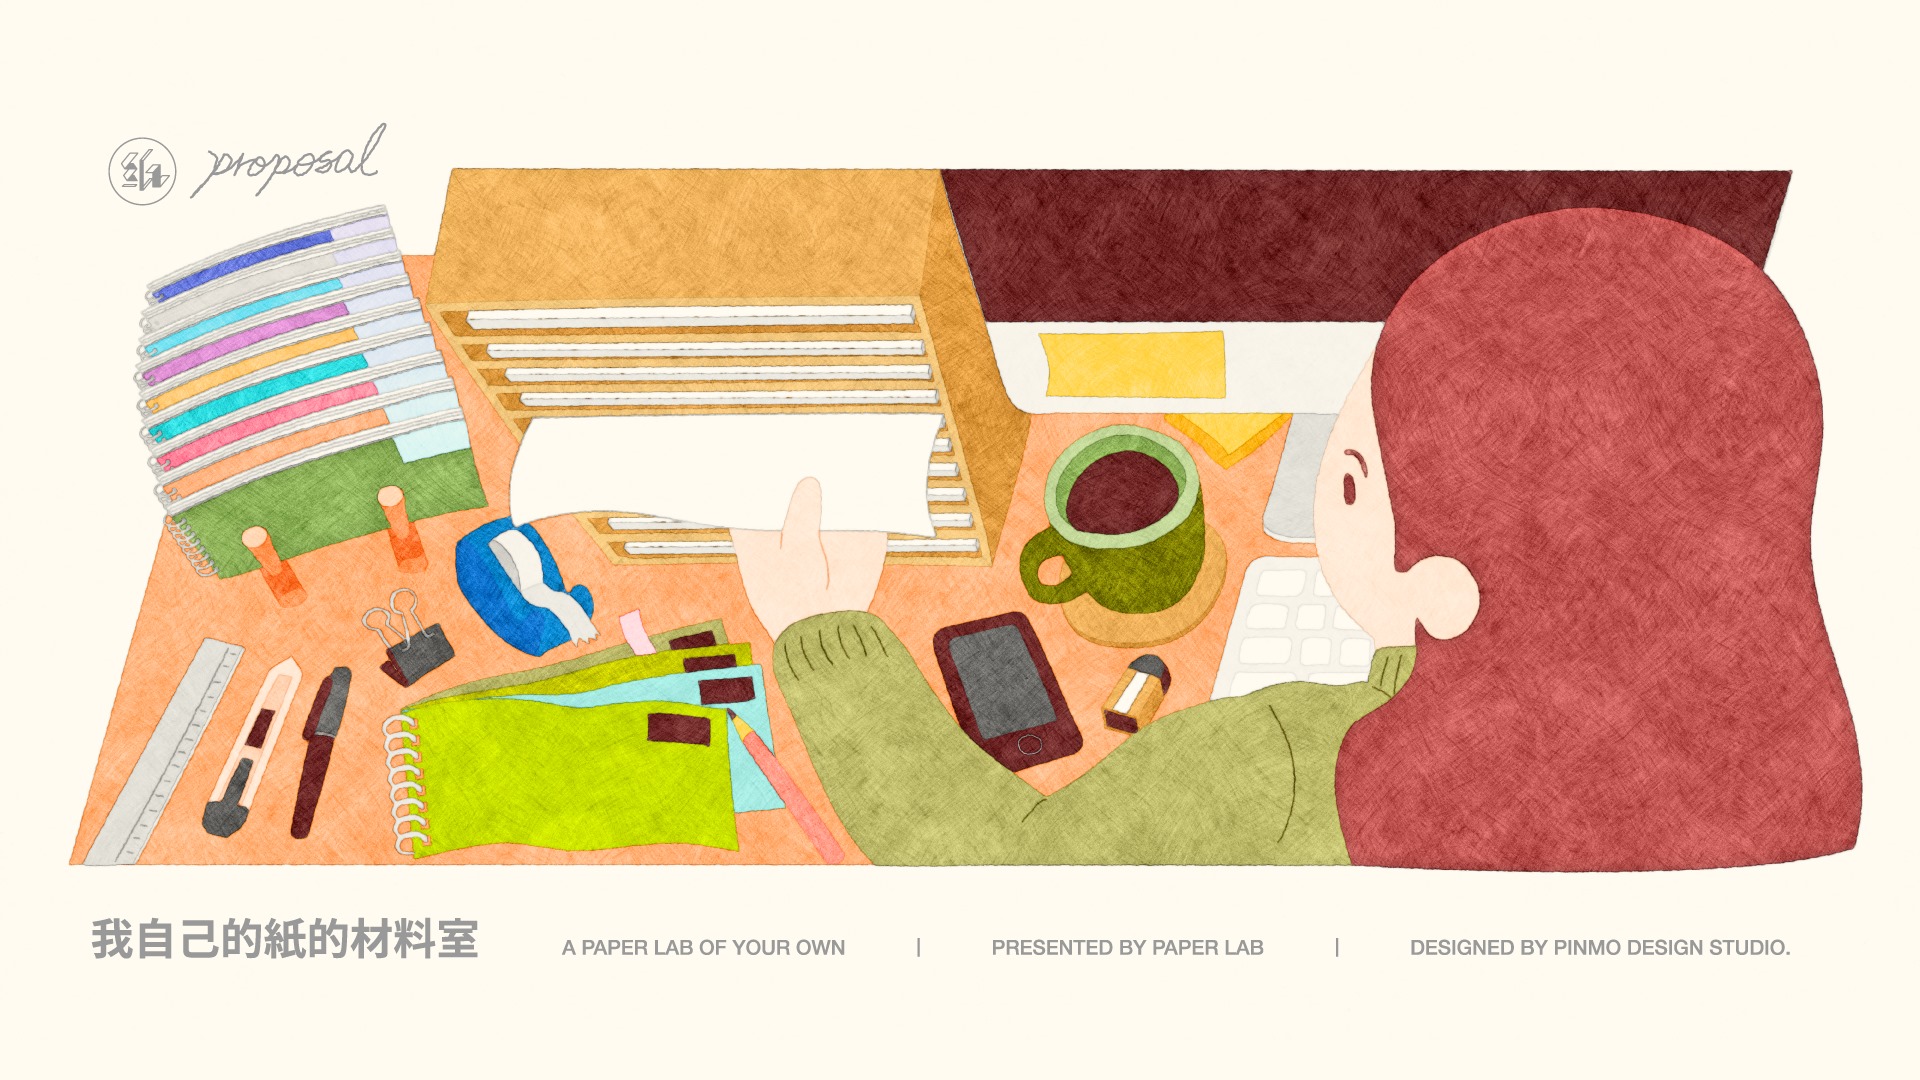 紙 proposal
我自己的紙的材料室 A PAPER LAB OF YOUR OWN | PRESENTED BY PAPER LAB | DESIGNED BY PINMO DESIGN STUDIO.